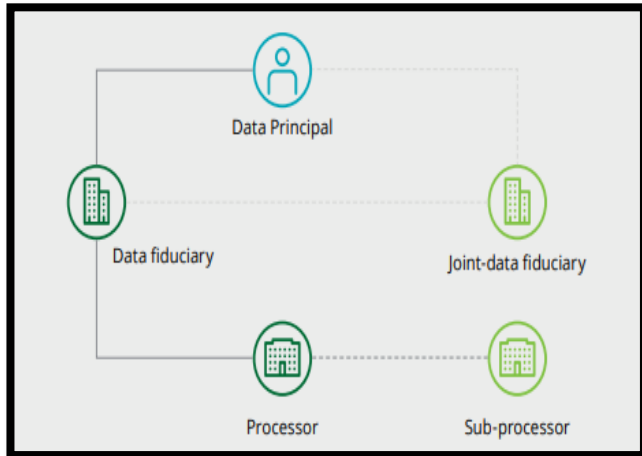 Data Principal
Data fiduciary
Joint-data fiduciary
Processor
Sub-processor